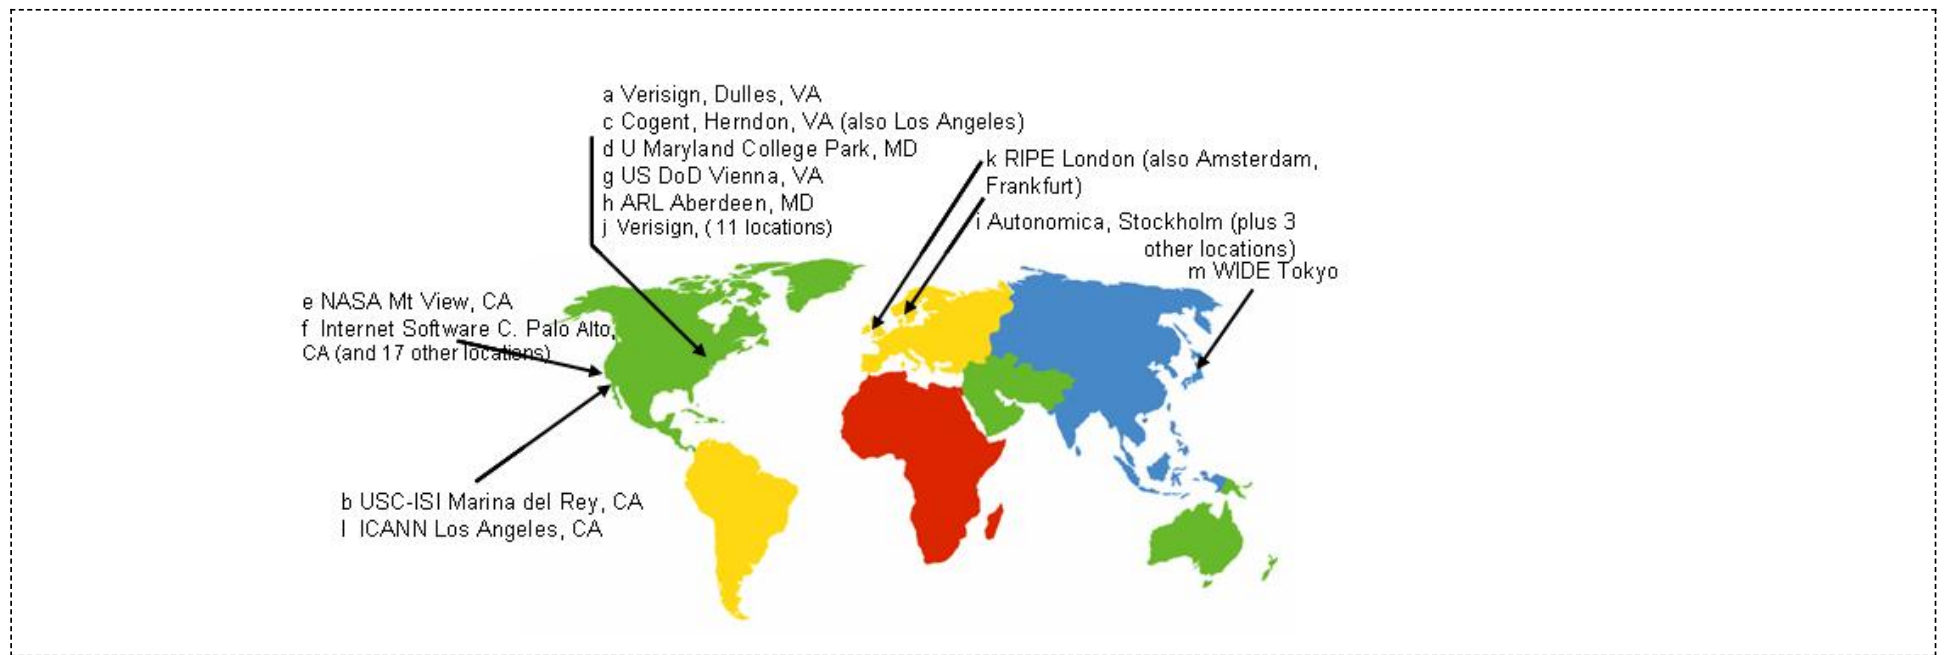 a Verisign, Dulles, VA
c Cogent, Herndon, VA (also Los Angeles)
d U Maryland College Park, MD
g US DoD Vienna, VA
h ARL Aberdeen, MD
j Verisign, ( 11 locations)
k RIPE London (also Amsterdam,
Frankfurt)
i Autonomica, Stockholm (plus 3
other locations)
m WIDE Tokyo
e NASA Mt View, CA
f Internet Software C. Palo Alto,
CA (and 17 other locations)
b USC-ISI Marina del Rey, CA
l ICANN Los Angeles, CA